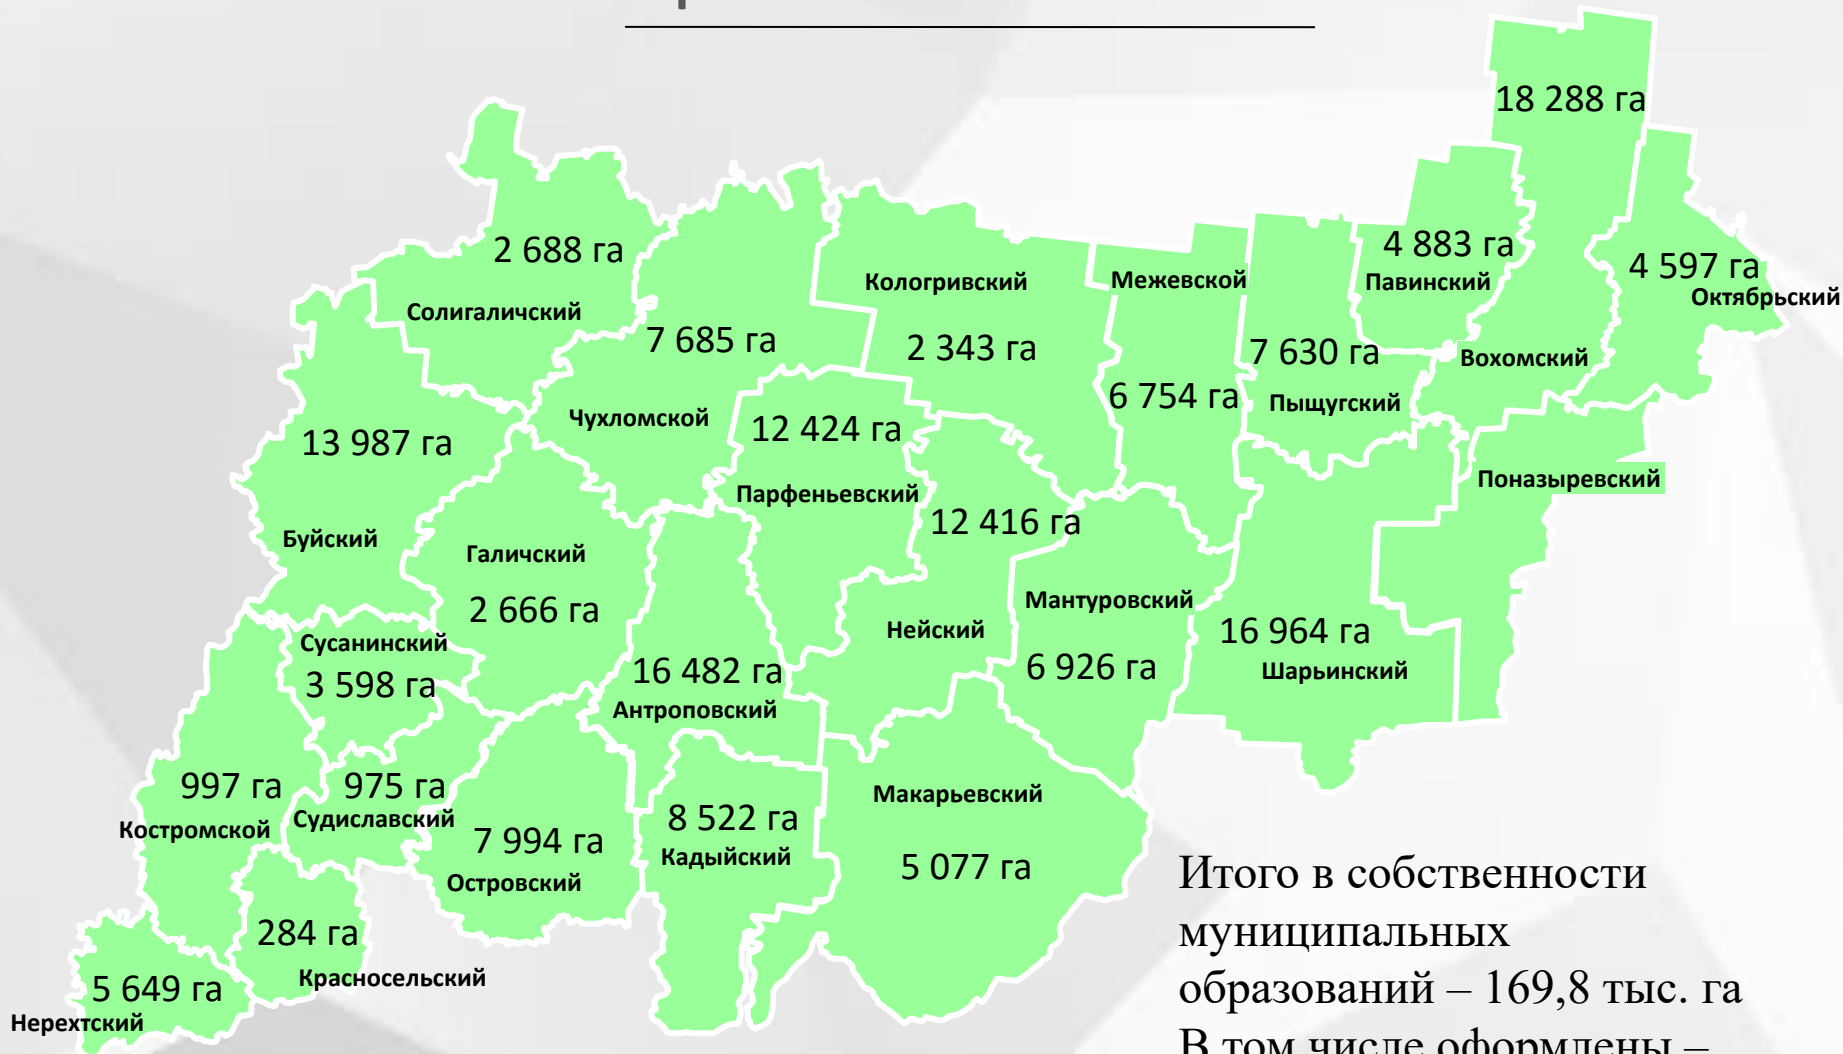 18 288 га
2 688 га
Солигаличский
4 883 га
Павинский
4 597 га
Октябрьский
Кологривский
2 343 га
Межевской
6 754 га
7 630 га
Пыщугский
Вохомский
7 685 га
Чухломской
13 987 га
Буйский
12 424 га
Парфеньевский
12 416 га
Нейский
Поназыревский
Галичский
2 666 га
Мантуровский
6 926 га
16 964 га
Шарьинский
Сусанинский
3 598 га
16 482 га
Антроповский
997 га
Костромской
975 га
Судиславский
7 994 га
Островский
8 522 га
Кадыйский
Макарьевский
5 077 га
284 га
Красносельский
5 649 га
Нерехтский
Итого в собственности
муниципальных
образований – 169,8 тыс. га
В том числе оформлены –